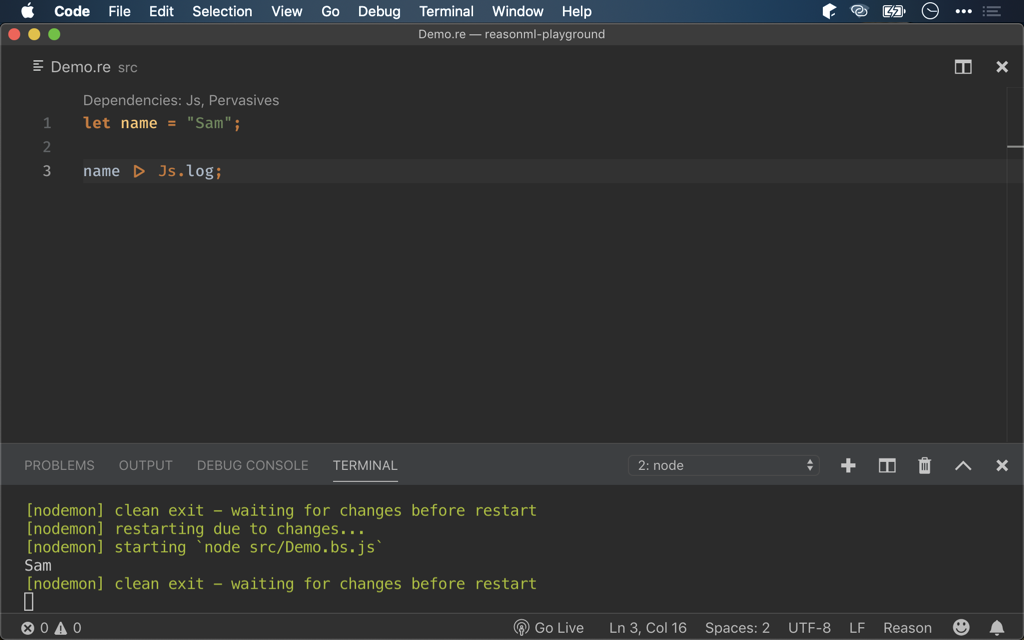 Code File Edit Selection View Go Debug Terminal Window Help
Demo.re — reasonml-playground
Demo.re src
Dependencies: Js, Pervasives
1 let name = "Sam";
2
3 name |> Js.log;
PROBLEMS OUTPUT DEBUG CONSOLE TERMINAL 2: node
[nodemon] clean exit - waiting for changes before restart
[nodemon] restarting due to changes...
[nodemon] starting `node src/Demo.bs.js`
Sam
[nodemon] clean exit - waiting for changes before restart
0 0 Go Live Ln 3, Col 16 Spaces: 2 UTF-8 LF Reason